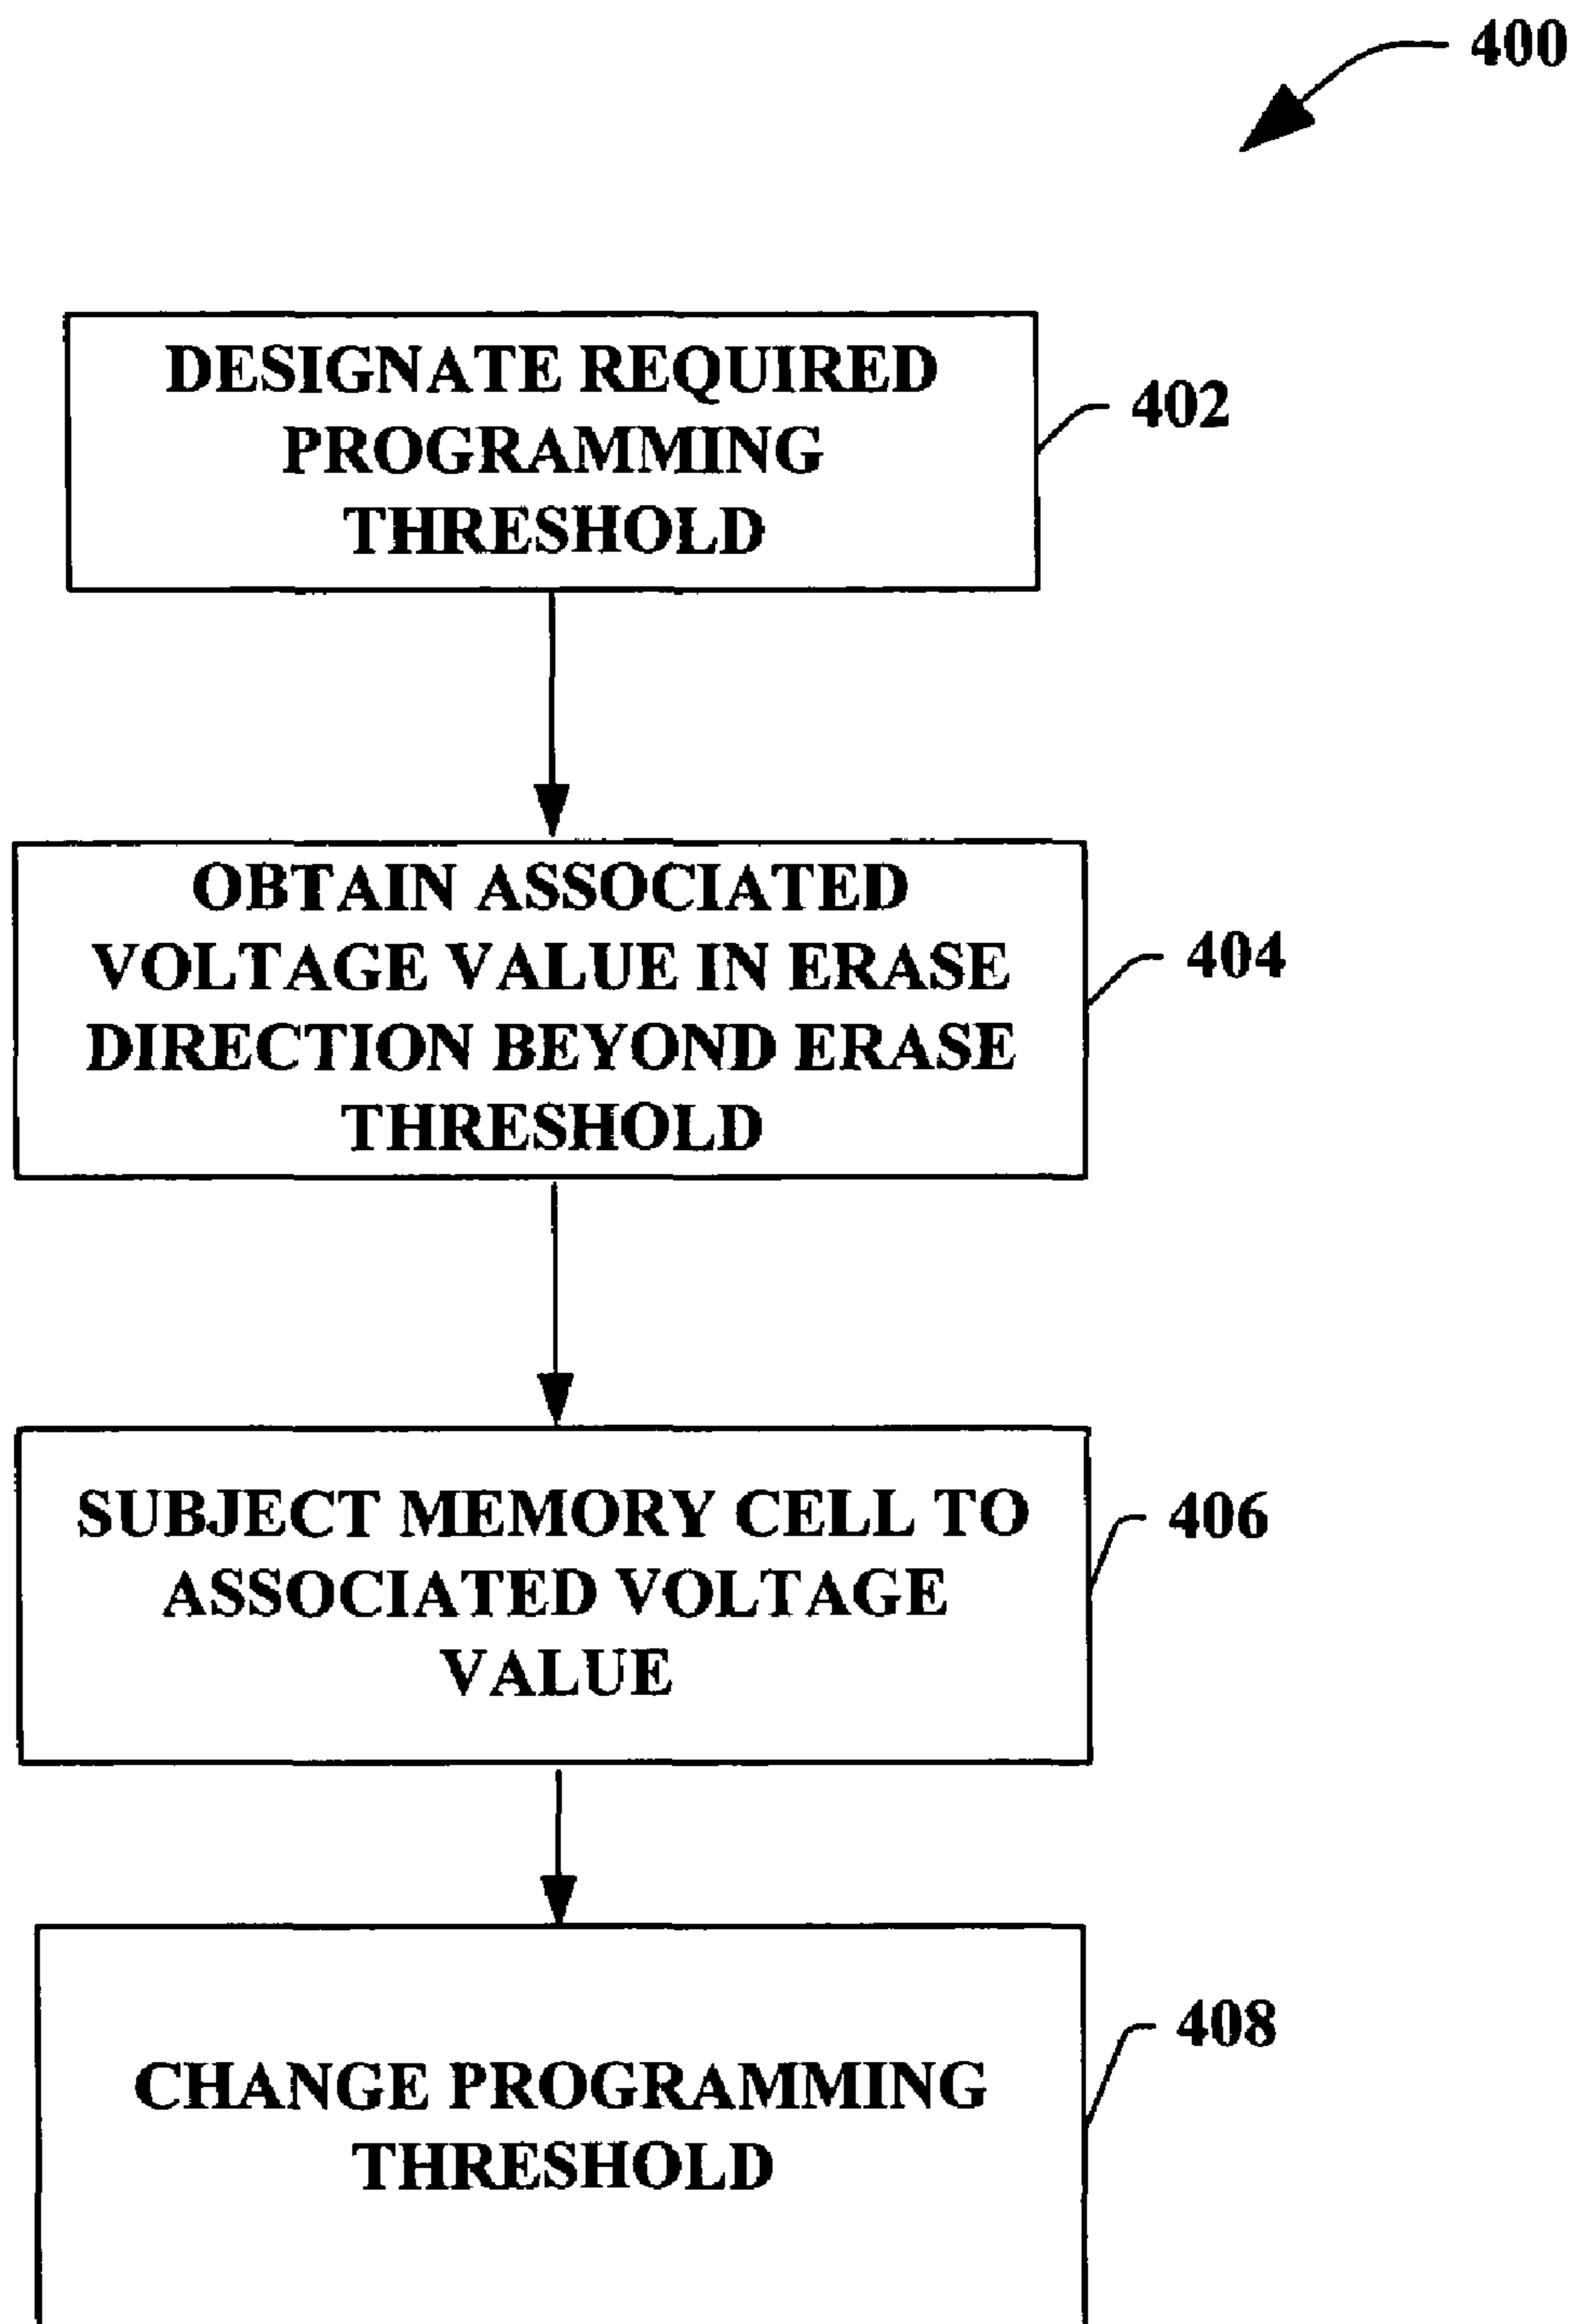 400
DESIGNATE REQUIRED
PROGRAMMING
THRESHOLD
402
OBTAIN ASSOCIATED
VOLTAGE VALUE IN ERASE
DIRECTION BEYOND ERASE
THRESHOLD
404
SUBJECT MEMORY CELL TO
ASSOCIATED VOLTAGE
VALUE
406
CHANGE PROGRAMMING
THRESHOLD
408